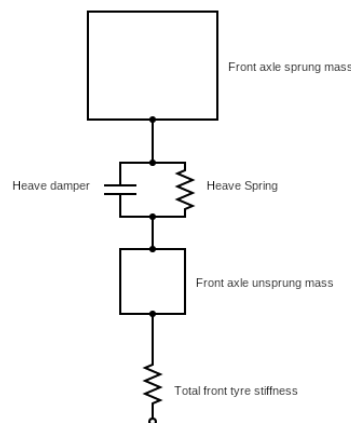 Front axle sprung mass
Heave damper
Heave Spring
Front axle unsprung mass
Total front tyre stiffness